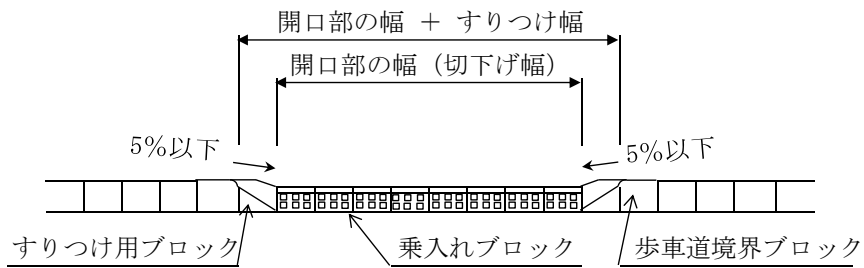 開口部の幅 + すりつけ幅
開口部の幅 (切下げ幅)
5%以下
5%以下
すりつけ用ブロック
乗入れブロック
歩車道境界ブロック